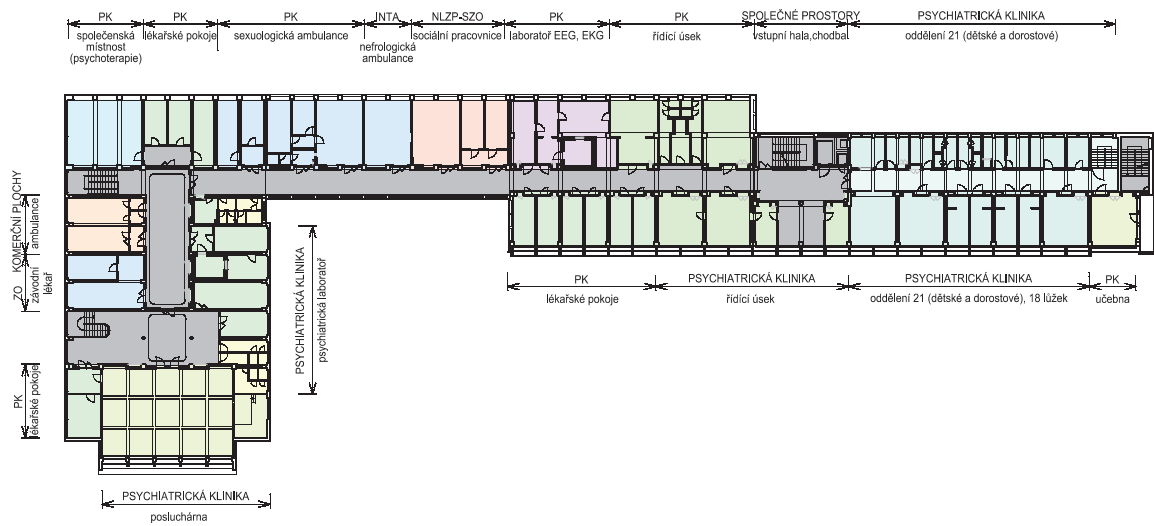 PK
PK
PK
INTA
NLZP-SZO
PK
PK
SPOLEČNÉ PROSTORY
PSYCHIATRICKÁ KLINIKA
společenská
místnost
(psychoterapie)
lékařské pokoje
sexuologická ambulance
nefrologická
ambulance
sociální pracovnice
laboratoř EEG, EKG
řídící úsek
vstupní hala,chodba
oddělení 21 (dětské a dorostové)
KOMERČNÍ PLOCHY
ambulance
ZO
závodní
lékař
PK
lékařské pokoje
PSYCHIATRICKÁ KLINIKA
psychiatrická laboratoř
PK
lékařské pokoje
PSYCHIATRICKÁ KLINIKA
řídící úsek
PSYCHIATRICKÁ KLINIKA
oddělení 21 (dětské a dorostové), 18 lůžek
PK
učebna
PSYCHIATRICKÁ KLINIKA
posluchárna